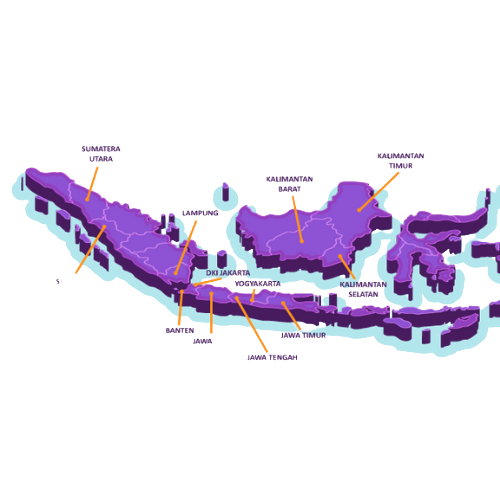 SUMATERA
UTARA
KALIMANTAN
TIMUR
KALIMANTAN
BARAT
LAMPUNG
DKI JAKARTA
S
YOGYAKARTA
KALIMANTAN
SELATAN
BANTEN
JAWA
JAWA TIMUR
JAWA TENGAH